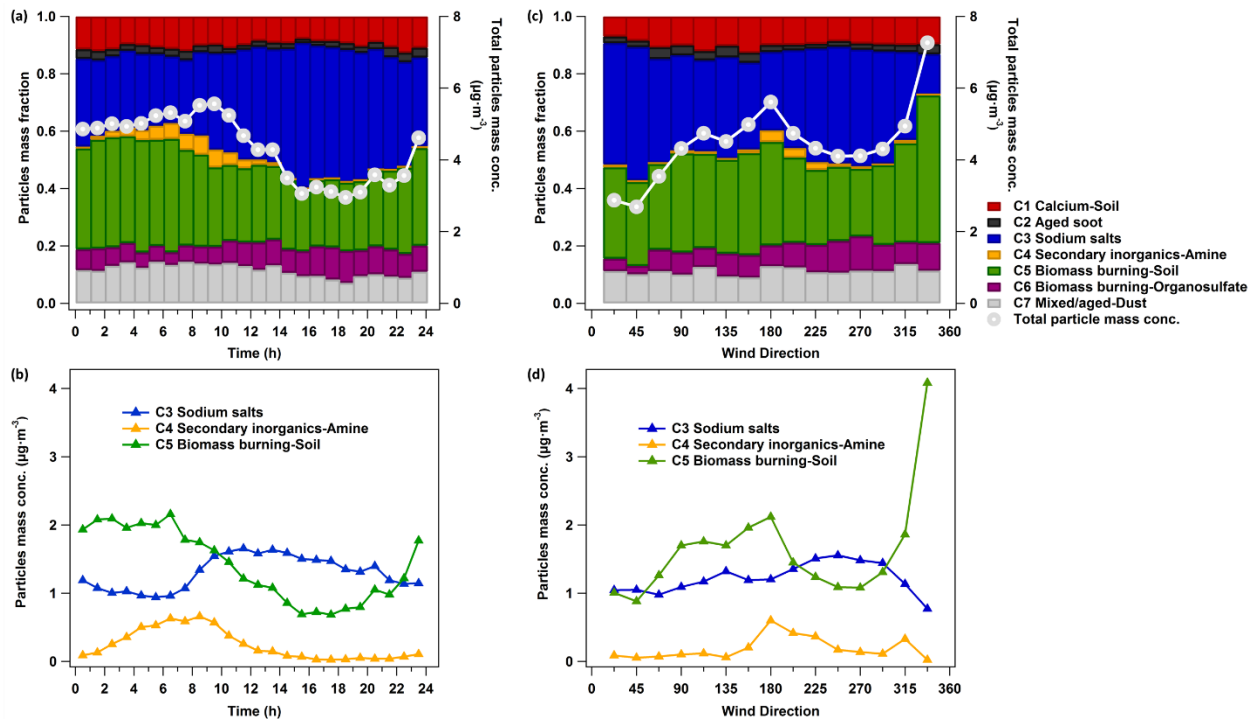 (a)
1.0
0.8
0.6
0.4
0.2
0.0
Particles mass fraction
8
6
4
2
0
Total particles mass conc.
(µg·m⁻³)
0 2 4 6 8 10 12 14 16 18 20 22 24
Time (h)
(c)
1.0
0.8
0.6
0.4
0.2
0.0
Particles mass fraction
8
6
4
2
0
Total particles mass conc.
(µg·m⁻³)
0 45 90 135 180 225 270 315 360
Wind Direction
C1 Calcium-Soil
C2 Aged soot
C3 Sodium salts
C4 Secondary inorganics-Amine
C5 Biomass burning-Soil
C6 Biomass burning-Organosulfate
C7 Mixed/aged-Dust
Total particle mass conc.
(b)
4
3
2
1
0
Particles mass conc. (µg·m⁻³)
C3 Sodium salts
C4 Secondary inorganics-Amine
C5 Biomass burning-Soil
0 2 4 6 8 10 12 14 16 18 20 22 24
Time (h)
(d)
4
3
2
1
0
Particles mass conc. (µg·m⁻³)
C3 Sodium salts
C4 Secondary inorganics-Amine
C5 Biomass burning-Soil
0 45 90 135 180 225 270 315 360
Wind Direction